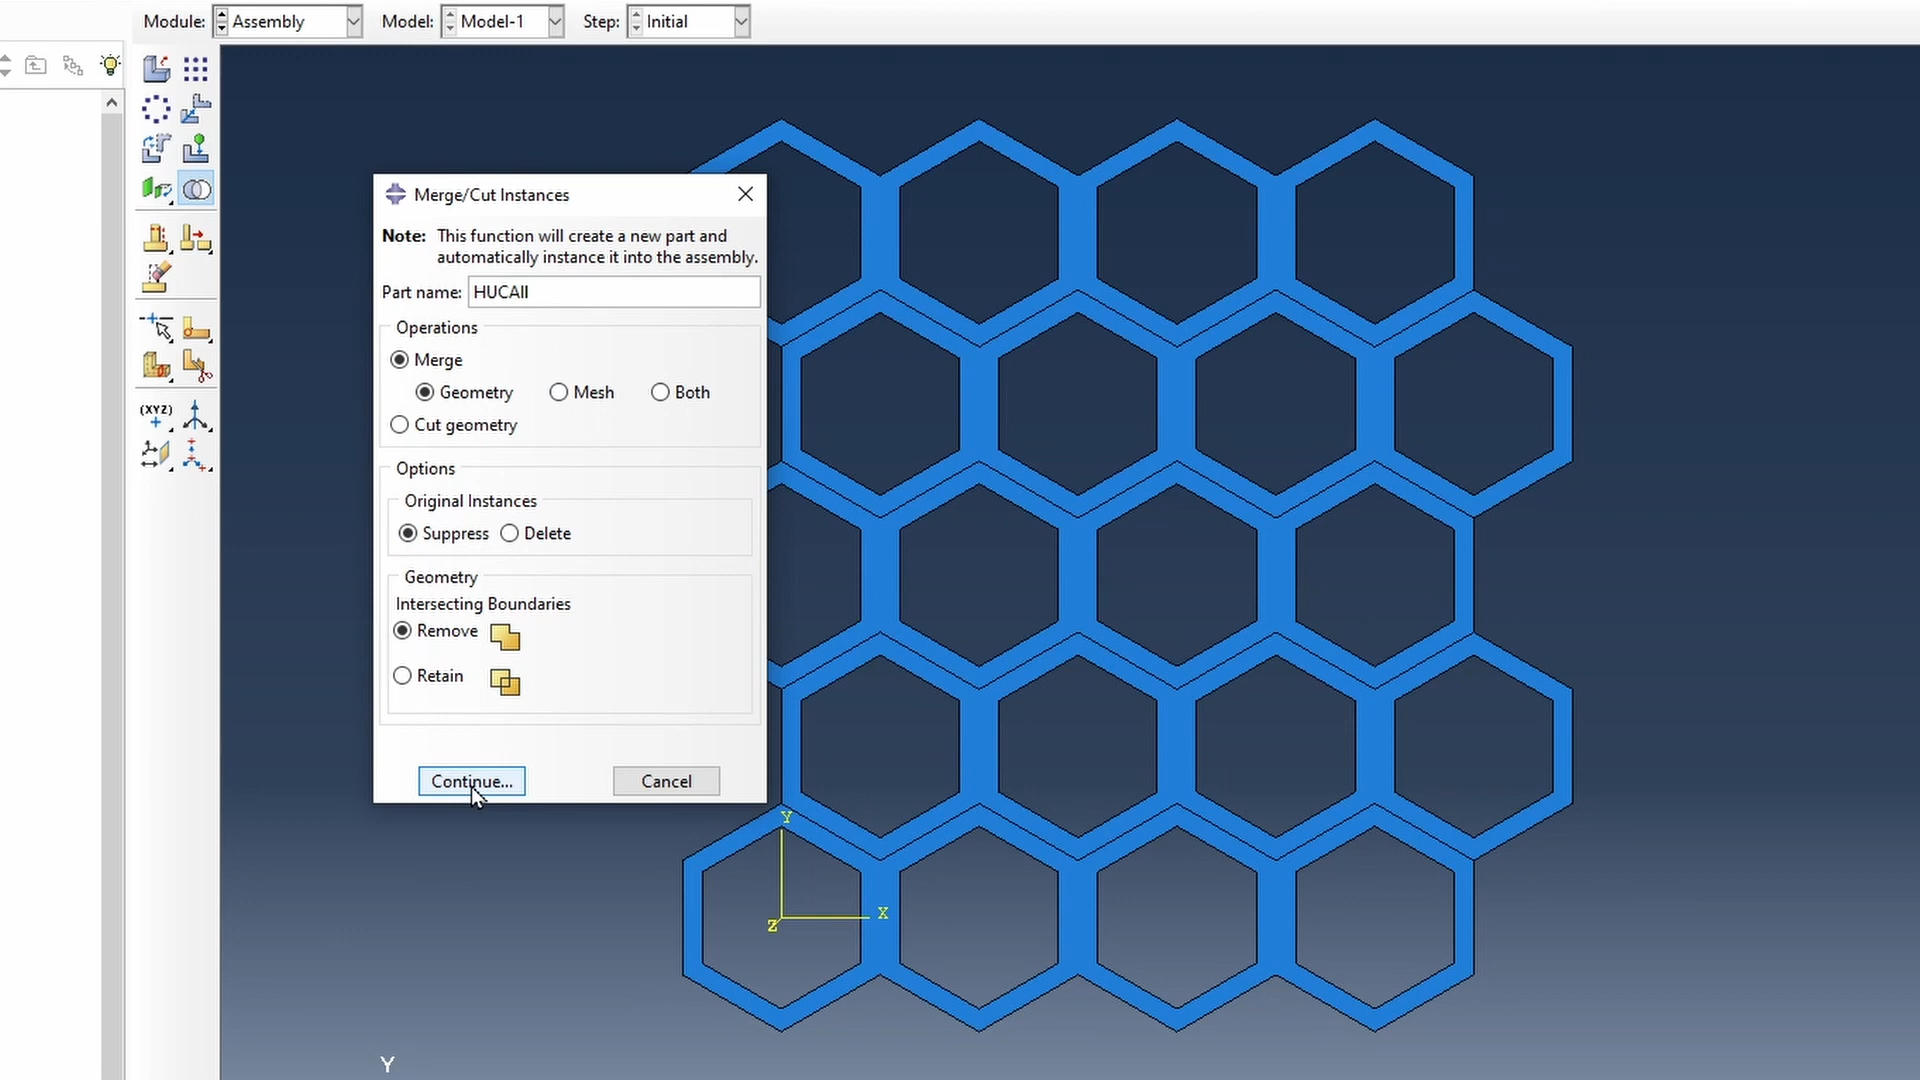 Module: Assembly Model: Model-1 Step: Initial
Merge/Cut Instances
Note: This function will create a new part and
automatically instance it into the assembly.
Part name: HUCAll
Operations
Merge
Geometry Mesh Both
Cut geometry
Options
Original Instances
Suppress Delete
Geometry
Intersecting Boundaries
Remove
Retain
Continue... Cancel
(XYZ)
Y
X
Z
Y